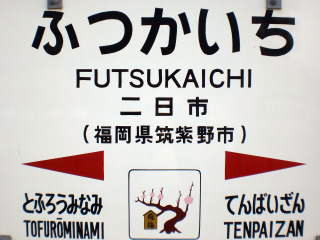 ふつかいち
FUTSUKAICHI
二日市
(福岡県筑紫野市)
とふろうみなみ
TOFURŌMINAMI
てんぱいざん
TENPAIZAN